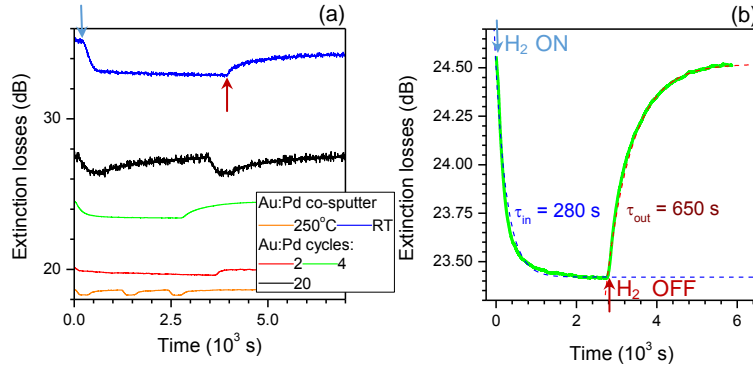 (a)
Extinction losses (dB)
35
30
20
Au:Pd co-sputter
250°C RT
Au:Pd cycles:
2 4
20
0.0 2.5 5.0
Time (10³ s)
(b)
H₂ ON
Extinction losses (dB)
24.50
24.25
24.00
23.75
23.50
τin = 280 s
τout = 650 s
H₂ OFF
0 2 4 6
Time (10³ s)